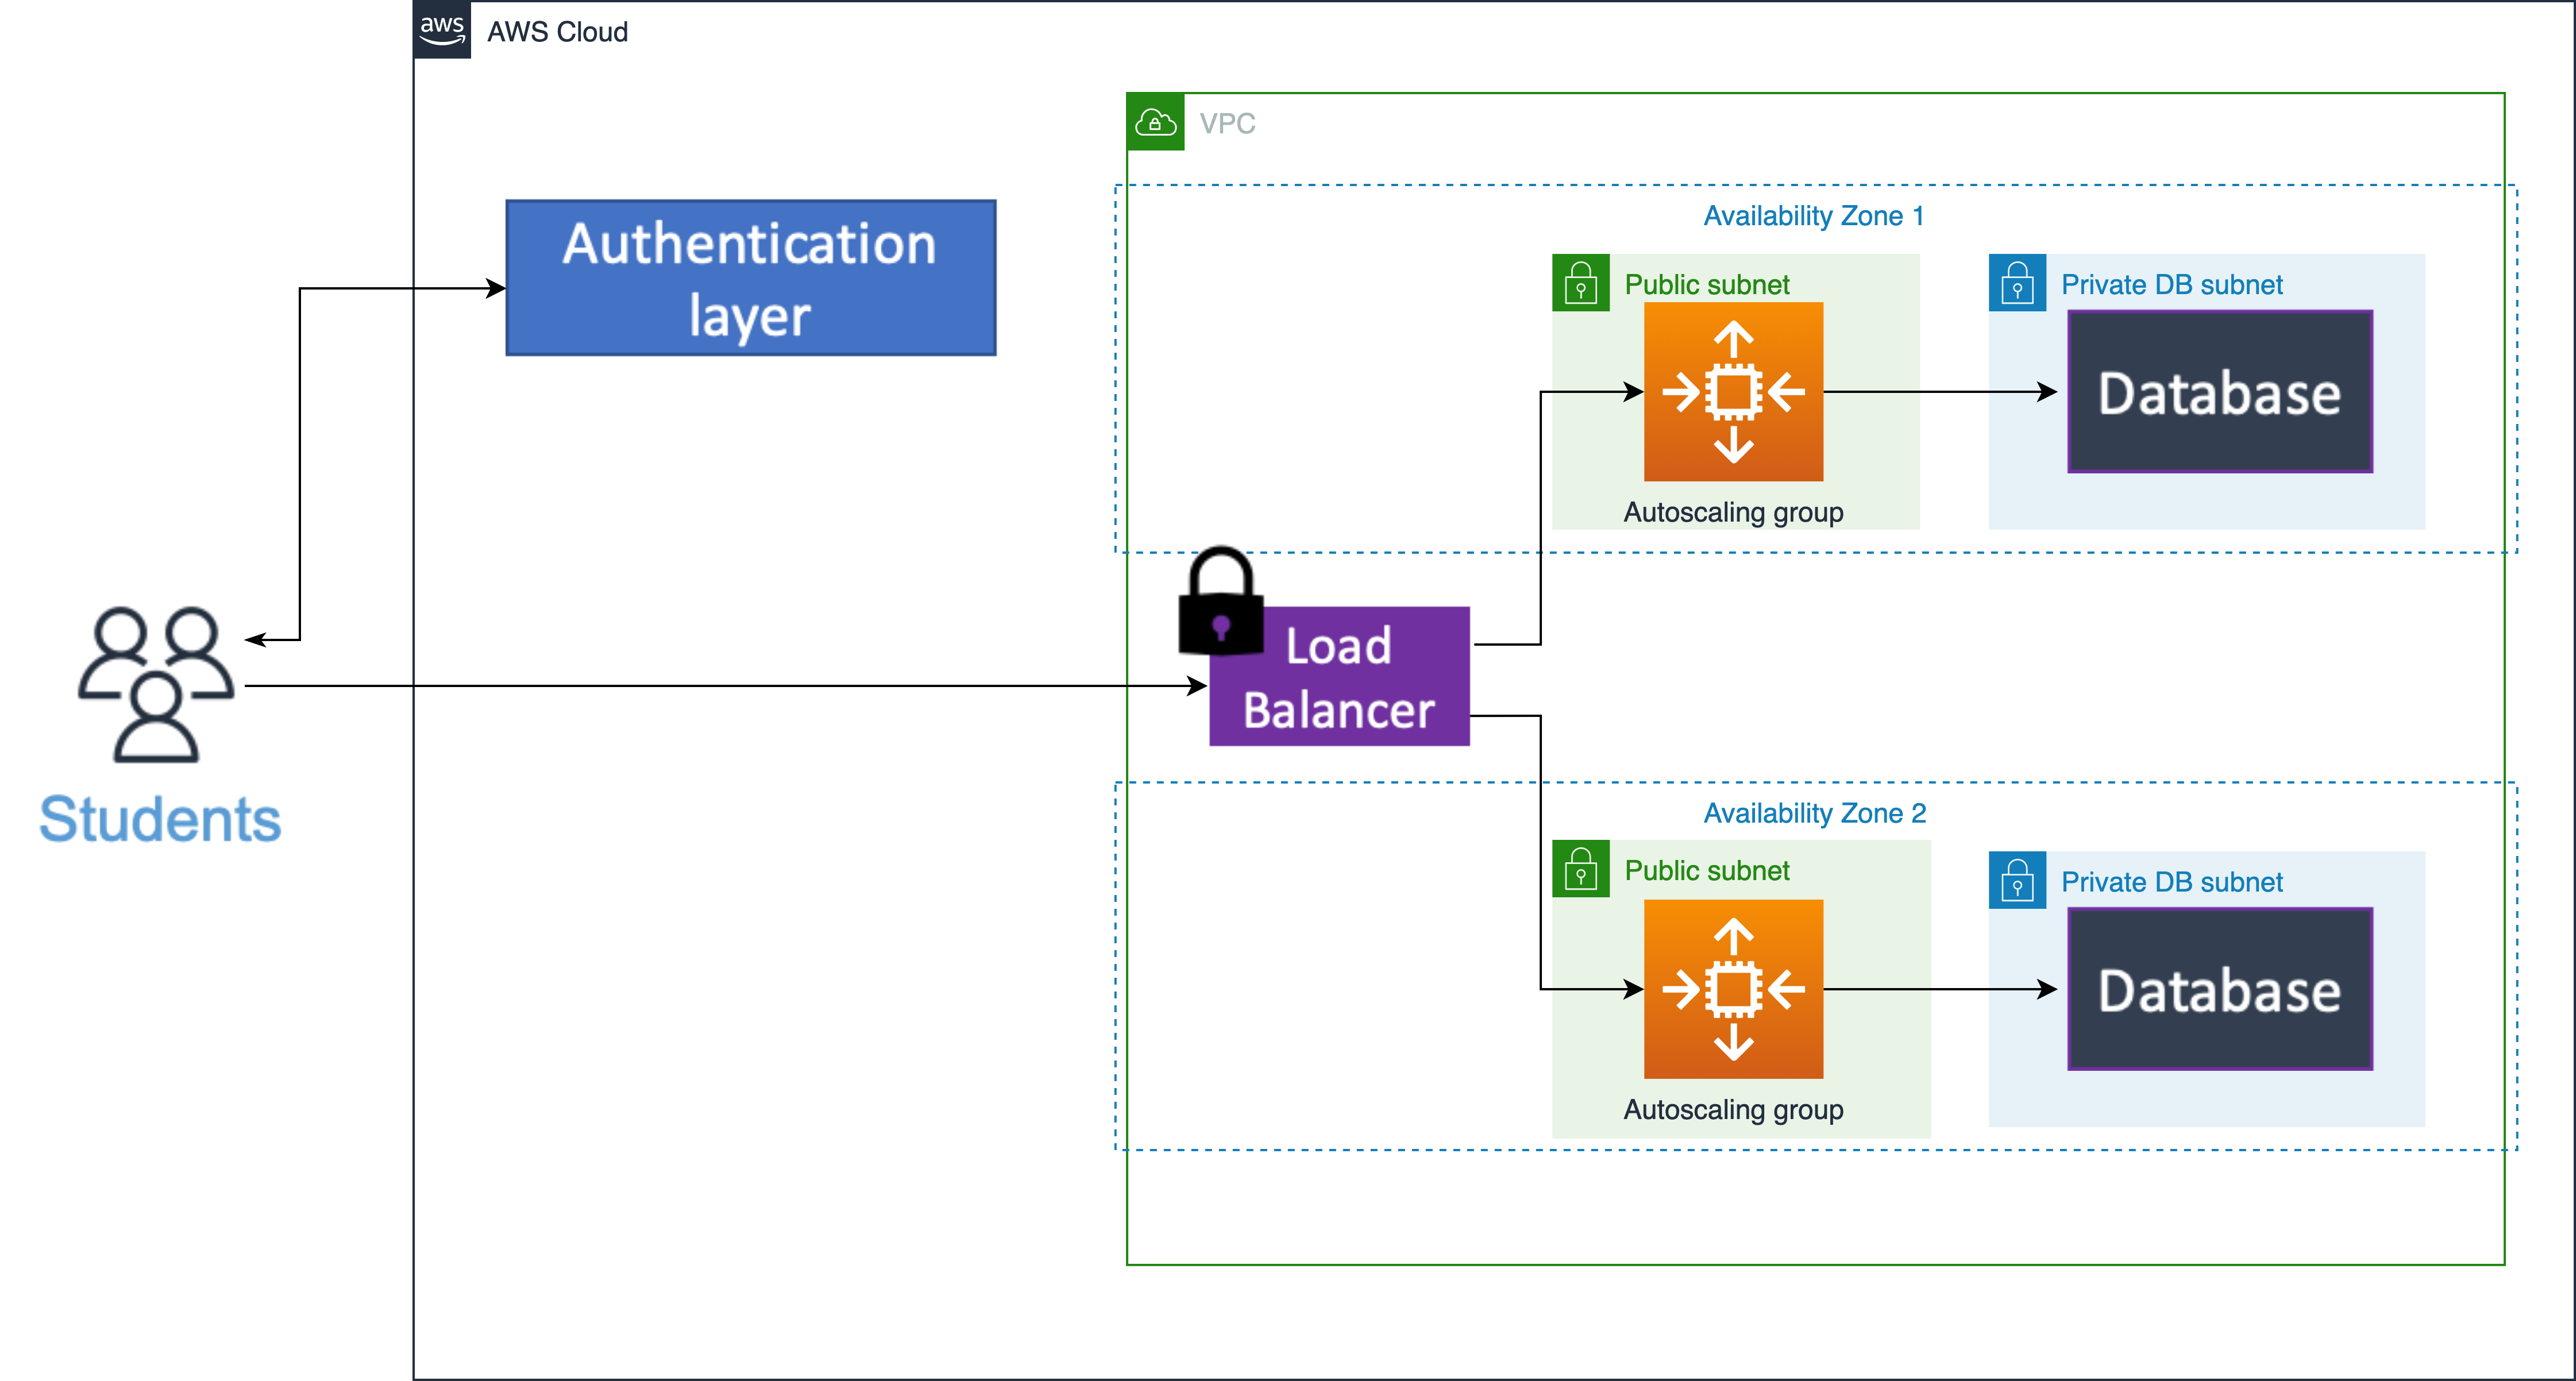 aws
AWS Cloud
VPC
Authentication
layer
Availability Zone 1
Public subnet
Autoscaling group
Private DB subnet
Database
Students
Load
Balancer
Availability Zone 2
Public subnet
Autoscaling group
Private DB subnet
Database